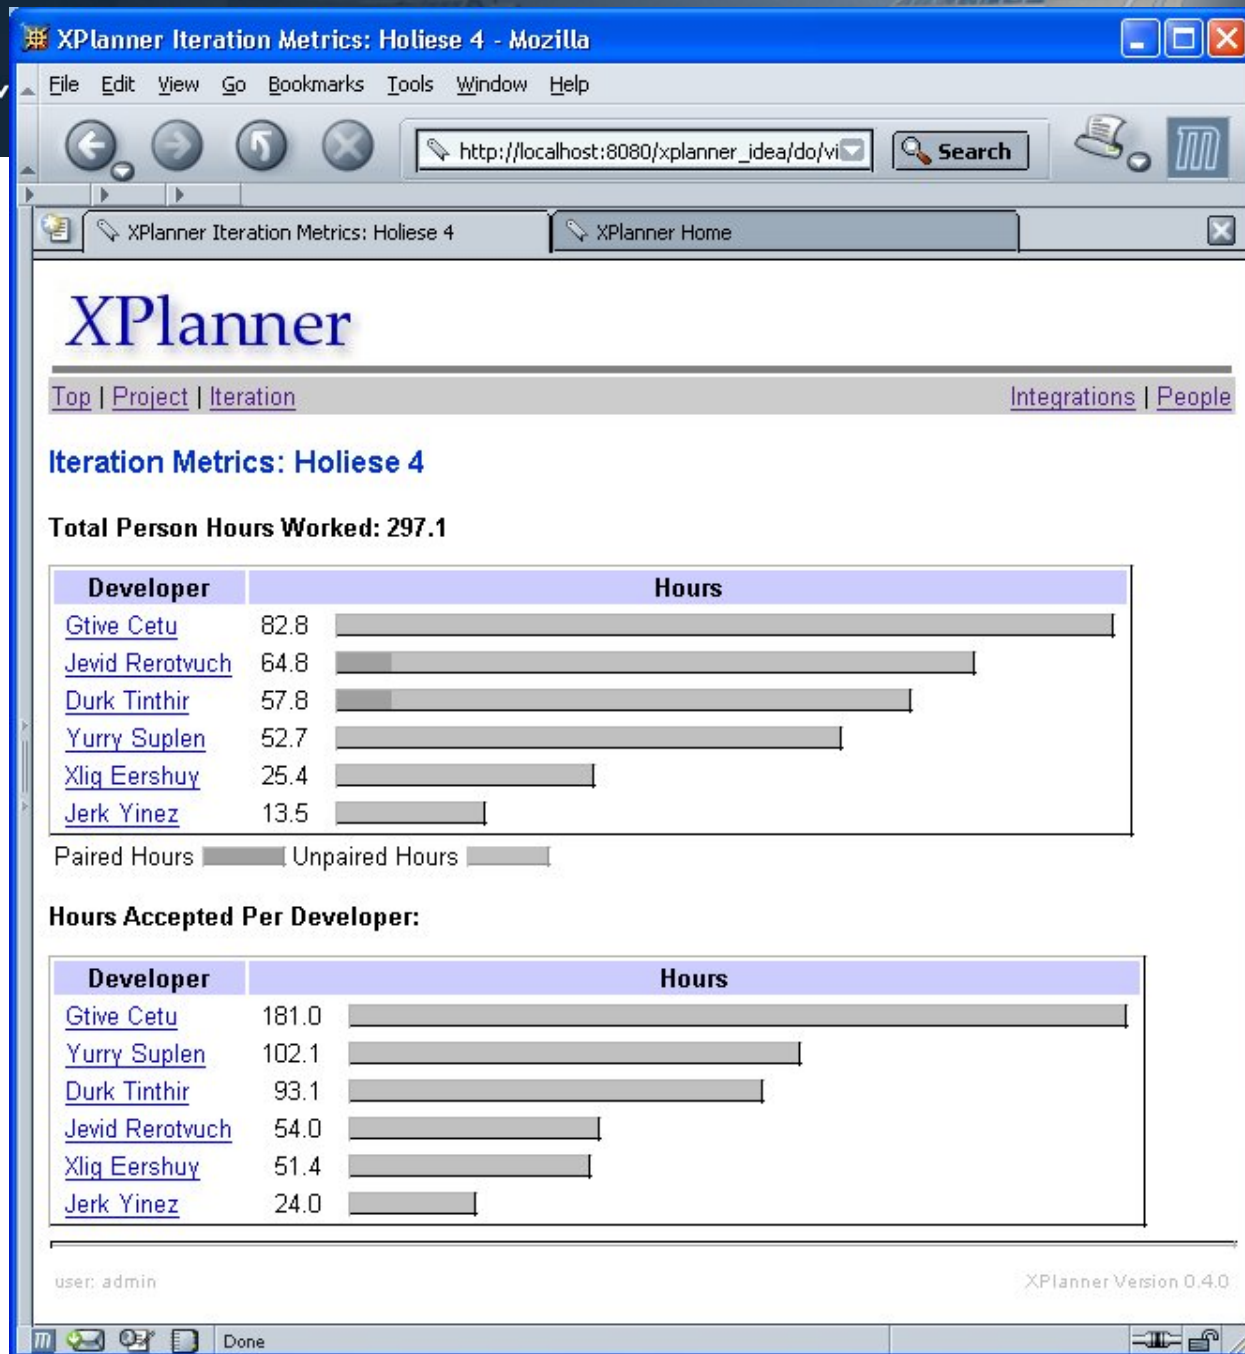 XPlanner Iteration Metrics: Holiese 4 - Mozilla
File Edit View Go Bookmarks Tools Window Help
http://localhost:8080/xplanner_idea/do/vi Search
XPlanner Iteration Metrics: Holiese 4 XPlanner Home
XPlanner
Top | Project | Iteration Integrations | People
Iteration Metrics: Holiese 4
Total Person Hours Worked: 297.1
Developer Hours
Gtive Cetu 82.8
Jevid Rerotvuch 64.8
Durk Tinthir 57.8
Yurry Suplen 52.7
Xlig Eershuy 25.4
Jerk Yinez 13.5
Paired Hours Unpaired Hours
Hours Accepted Per Developer:
Developer Hours
Gtive Cetu 181.0
Yurry Suplen 102.1
Durk Tinthir 93.1
Jevid Rerotvuch 54.0
Xlig Eershuy 51.4
Jerk Yinez 24.0
user: admin XPlanner Version 0.4.0
Done